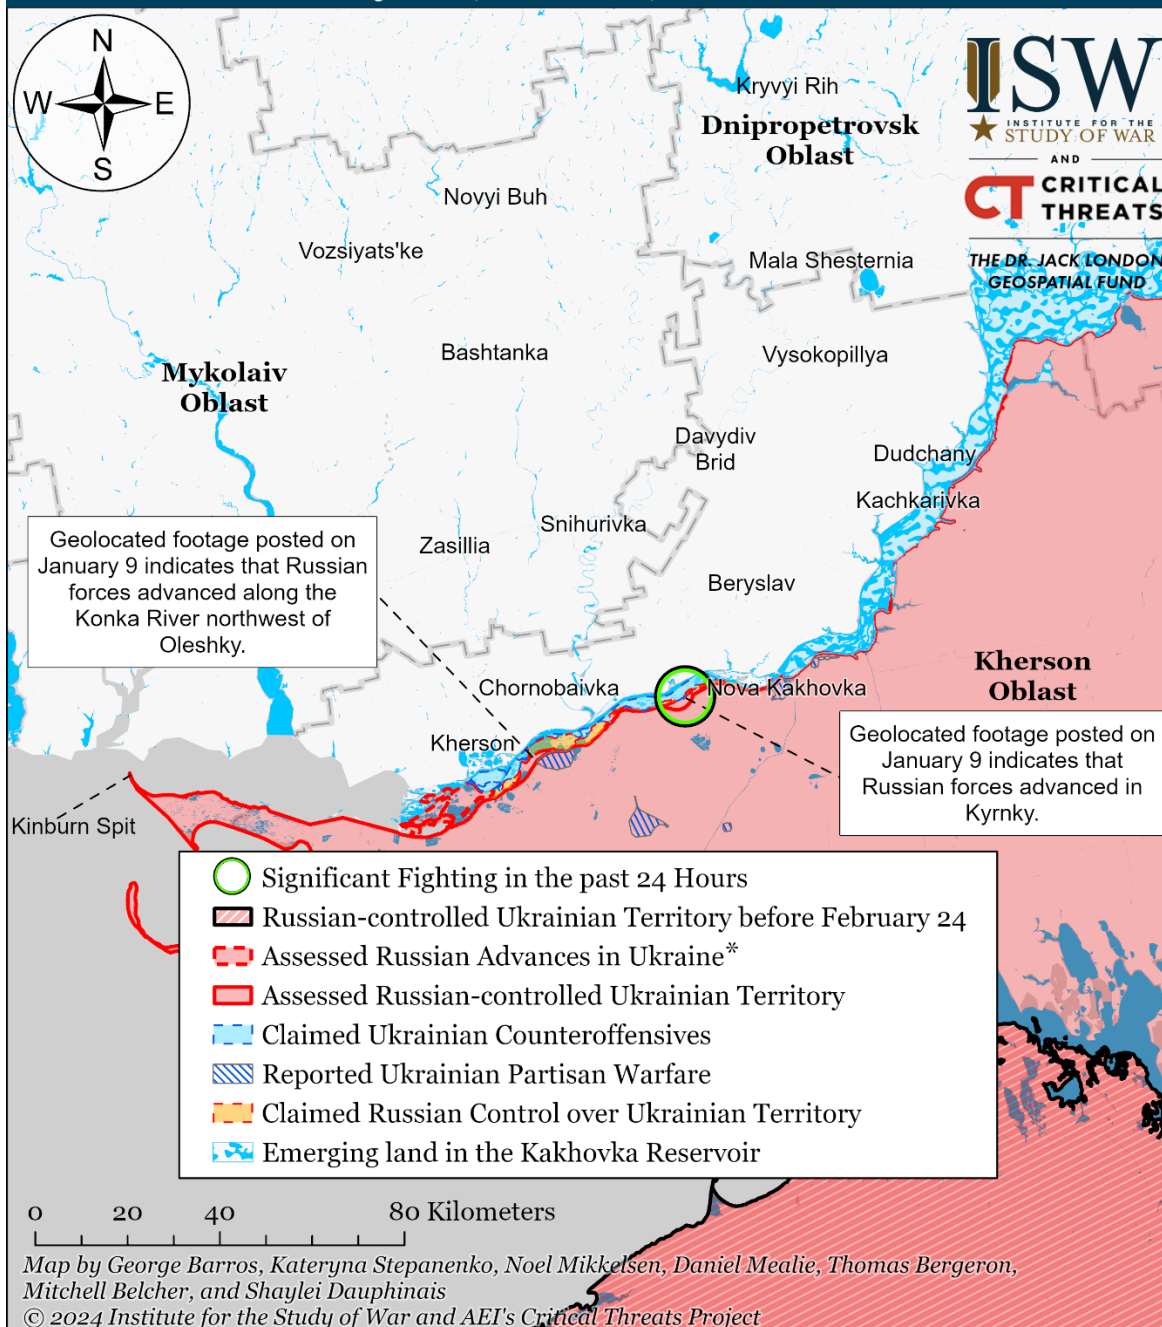 N
W
E
S
Kryvyi Rih
Dnipropetrovsk
Oblast
ISW
INSTITUTE FOR THE
STUDY OF WAR
AND
CT CRITICAL
THREATS
THE DR. JACK LONDON
GEOSPATIAL FUND
Novyi Buh
Vozsiyats'ke
Mala Shesternia
Bashtanka
Vysokopillya
Mykolaiv
Oblast
Davydiv
Brid
Dudchany
Kachkarivka
Snihurivka
Zasillia
Beryslav
Geolocated footage posted on
January 9 indicates that Russian
forces advanced along the
Konka River northwest of
Oleshky.
Kherson
Oblast
Chornobaivka
Nova Kakhovka
Kherson
Geolocated footage posted on
January 9 indicates that
Russian forces advanced in
Kyrnky.
Kinburn Spit
Significant Fighting in the past 24 Hours
Russian-controlled Ukrainian Territory before February 24
Assessed Russian Advances in Ukraine*
Assessed Russian-controlled Ukrainian Territory
Claimed Ukrainian Counteroffensives
Reported Ukrainian Partisan Warfare
Claimed Russian Control over Ukrainian Territory
Emerging land in the Kakhovka Reservoir
0 20 40 80 Kilometers
Map by George Barros, Kateryna Stepanenko, Noel Mikkelsen, Daniel Mealie, Thomas Bergeron,
Mitchell Belcher, and Shaylei Dauphinais
© 2024 Institute for the Study of War and AEI's Critical Threats Project